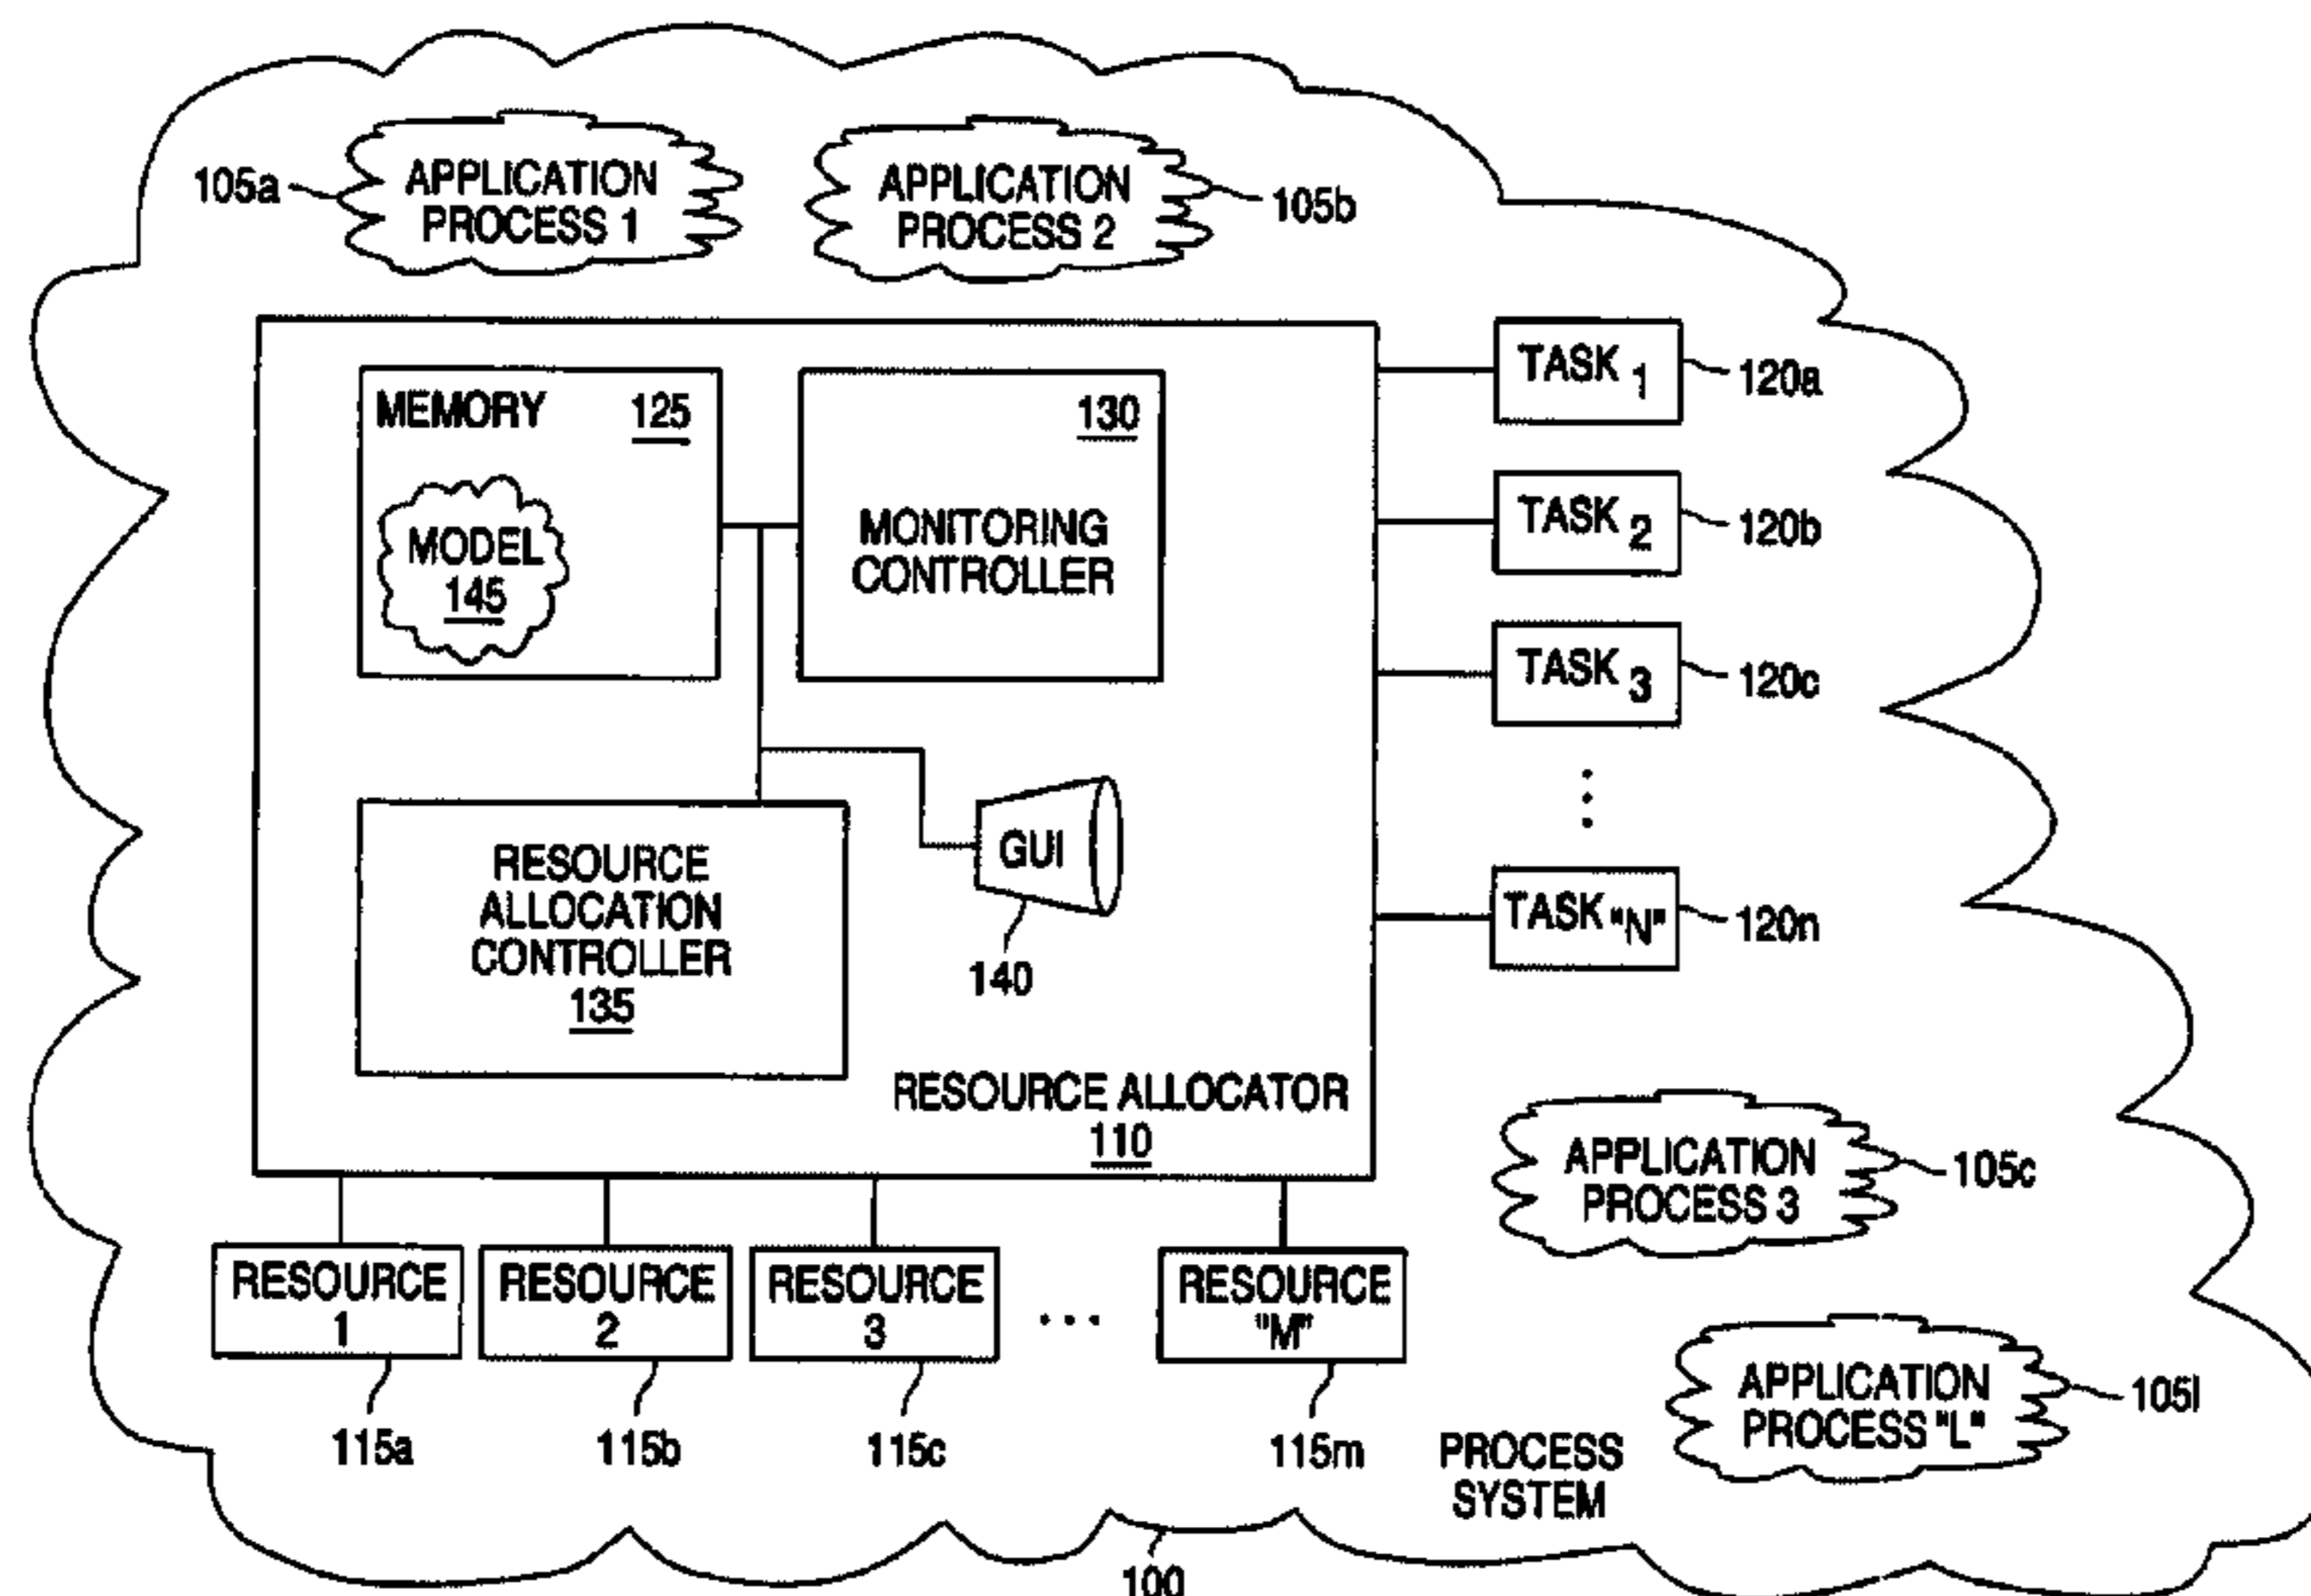 105a
APPLICATION
PROCESS 1
APPLICATION
PROCESS 2
105b
MEMORY 125
MODEL
145
130
MONITORING
CONTROLLER
TASK 1
120a
TASK 2
120b
TASK 3
120c
TASK "N"
120n
RESOURCE
ALLOCATION
CONTROLLER
135
GUI
140
RESOURCE ALLOCATOR
110
APPLICATION
PROCESS 3
105c
RESOURCE
1
115a
RESOURCE
2
115b
RESOURCE
3
115c
RESOURCE
"M"
115m
APPLICATION
PROCESS "L"
105l
PROCESS
SYSTEM
100